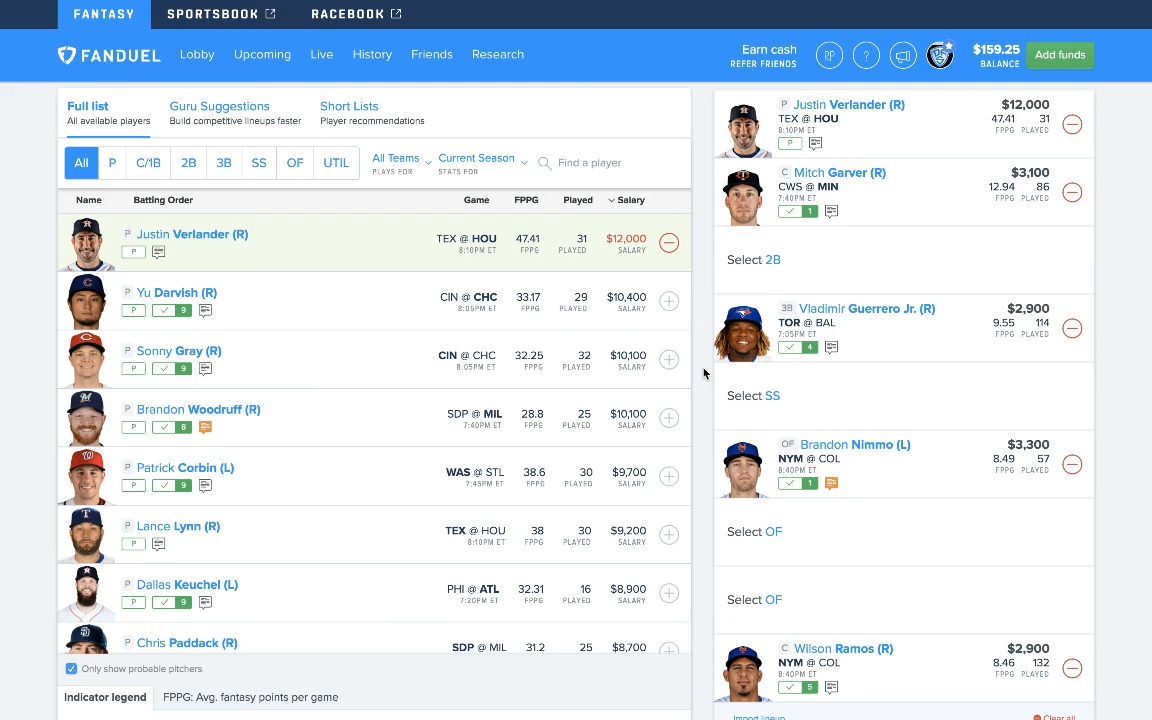 FANTASY SPORTSBOOK RACEBOOK
FANDUEL Lobby Upcoming Live History Friends Research Earn cash REFER FRIENDS ? $159.25 BALANCE Add funds
Full list Guru Suggestions Short Lists
All available players Build competitive lineups faster Player recommendations
All P C/1B 2B 3B SS OF UTIL All Teams PLAYS FOR Current Season STATS FOR Find a player
Name Batting Order Game FPPG Played Salary
P Justin Verlander (R) TEX @ HOU 47.41 31 $12,000
P 8:10PM ET FPPG PLAYED SALARY
P Yu Darvish (R) CIN @ CHC 33.17 29 $10,400
P 9 8:05PM ET FPPG PLAYED SALARY
P Sonny Gray (R) CIN @ CHC 32.25 32 $10,100
P 9 8:05PM ET FPPG PLAYED SALARY
P Brandon Woodruff (R) SDP @ MIL 28.8 25 $10,100
P 8 7:40PM ET FPPG PLAYED SALARY
P Patrick Corbin (L) WAS @ STL 38.6 30 $9,700
P 9 7:45PM ET FPPG PLAYED SALARY
P Lance Lynn (R) TEX @ HOU 38 30 $9,200
P 8:10PM ET FPPG PLAYED SALARY
P Dallas Keuchel (L) PHI @ ATL 32.31 16 $8,900
P 9 7:20PM ET FPPG PLAYED SALARY
P Chris Paddack (R) SDP @ MIL 31.2 25 $8,700
Only show probable pitchers
Indicator legend FPPG: Avg. fantasy points per game
P Justin Verlander (R) $12,000
TEX @ HOU 47.41 31
8:10PM ET FPPG PLAYED
P
C Mitch Garver (R) $3,100
CWS @ MIN 12.94 86
7:40PM ET FPPG PLAYED
1
Select 2B
3B Vladimir Guerrero Jr. (R) $2,900
TOR @ BAL 9.55 114
7:05PM ET FPPG PLAYED
4
Select SS
OF Brandon Nimmo (L) $3,300
NYM @ COL 8.49 57
8:40PM ET FPPG PLAYED
1
Select OF
Select OF
C Wilson Ramos (R) $2,900
NYM @ COL 8.46 132
8:40PM ET FPPG PLAYED
5
Import lineup Clear all